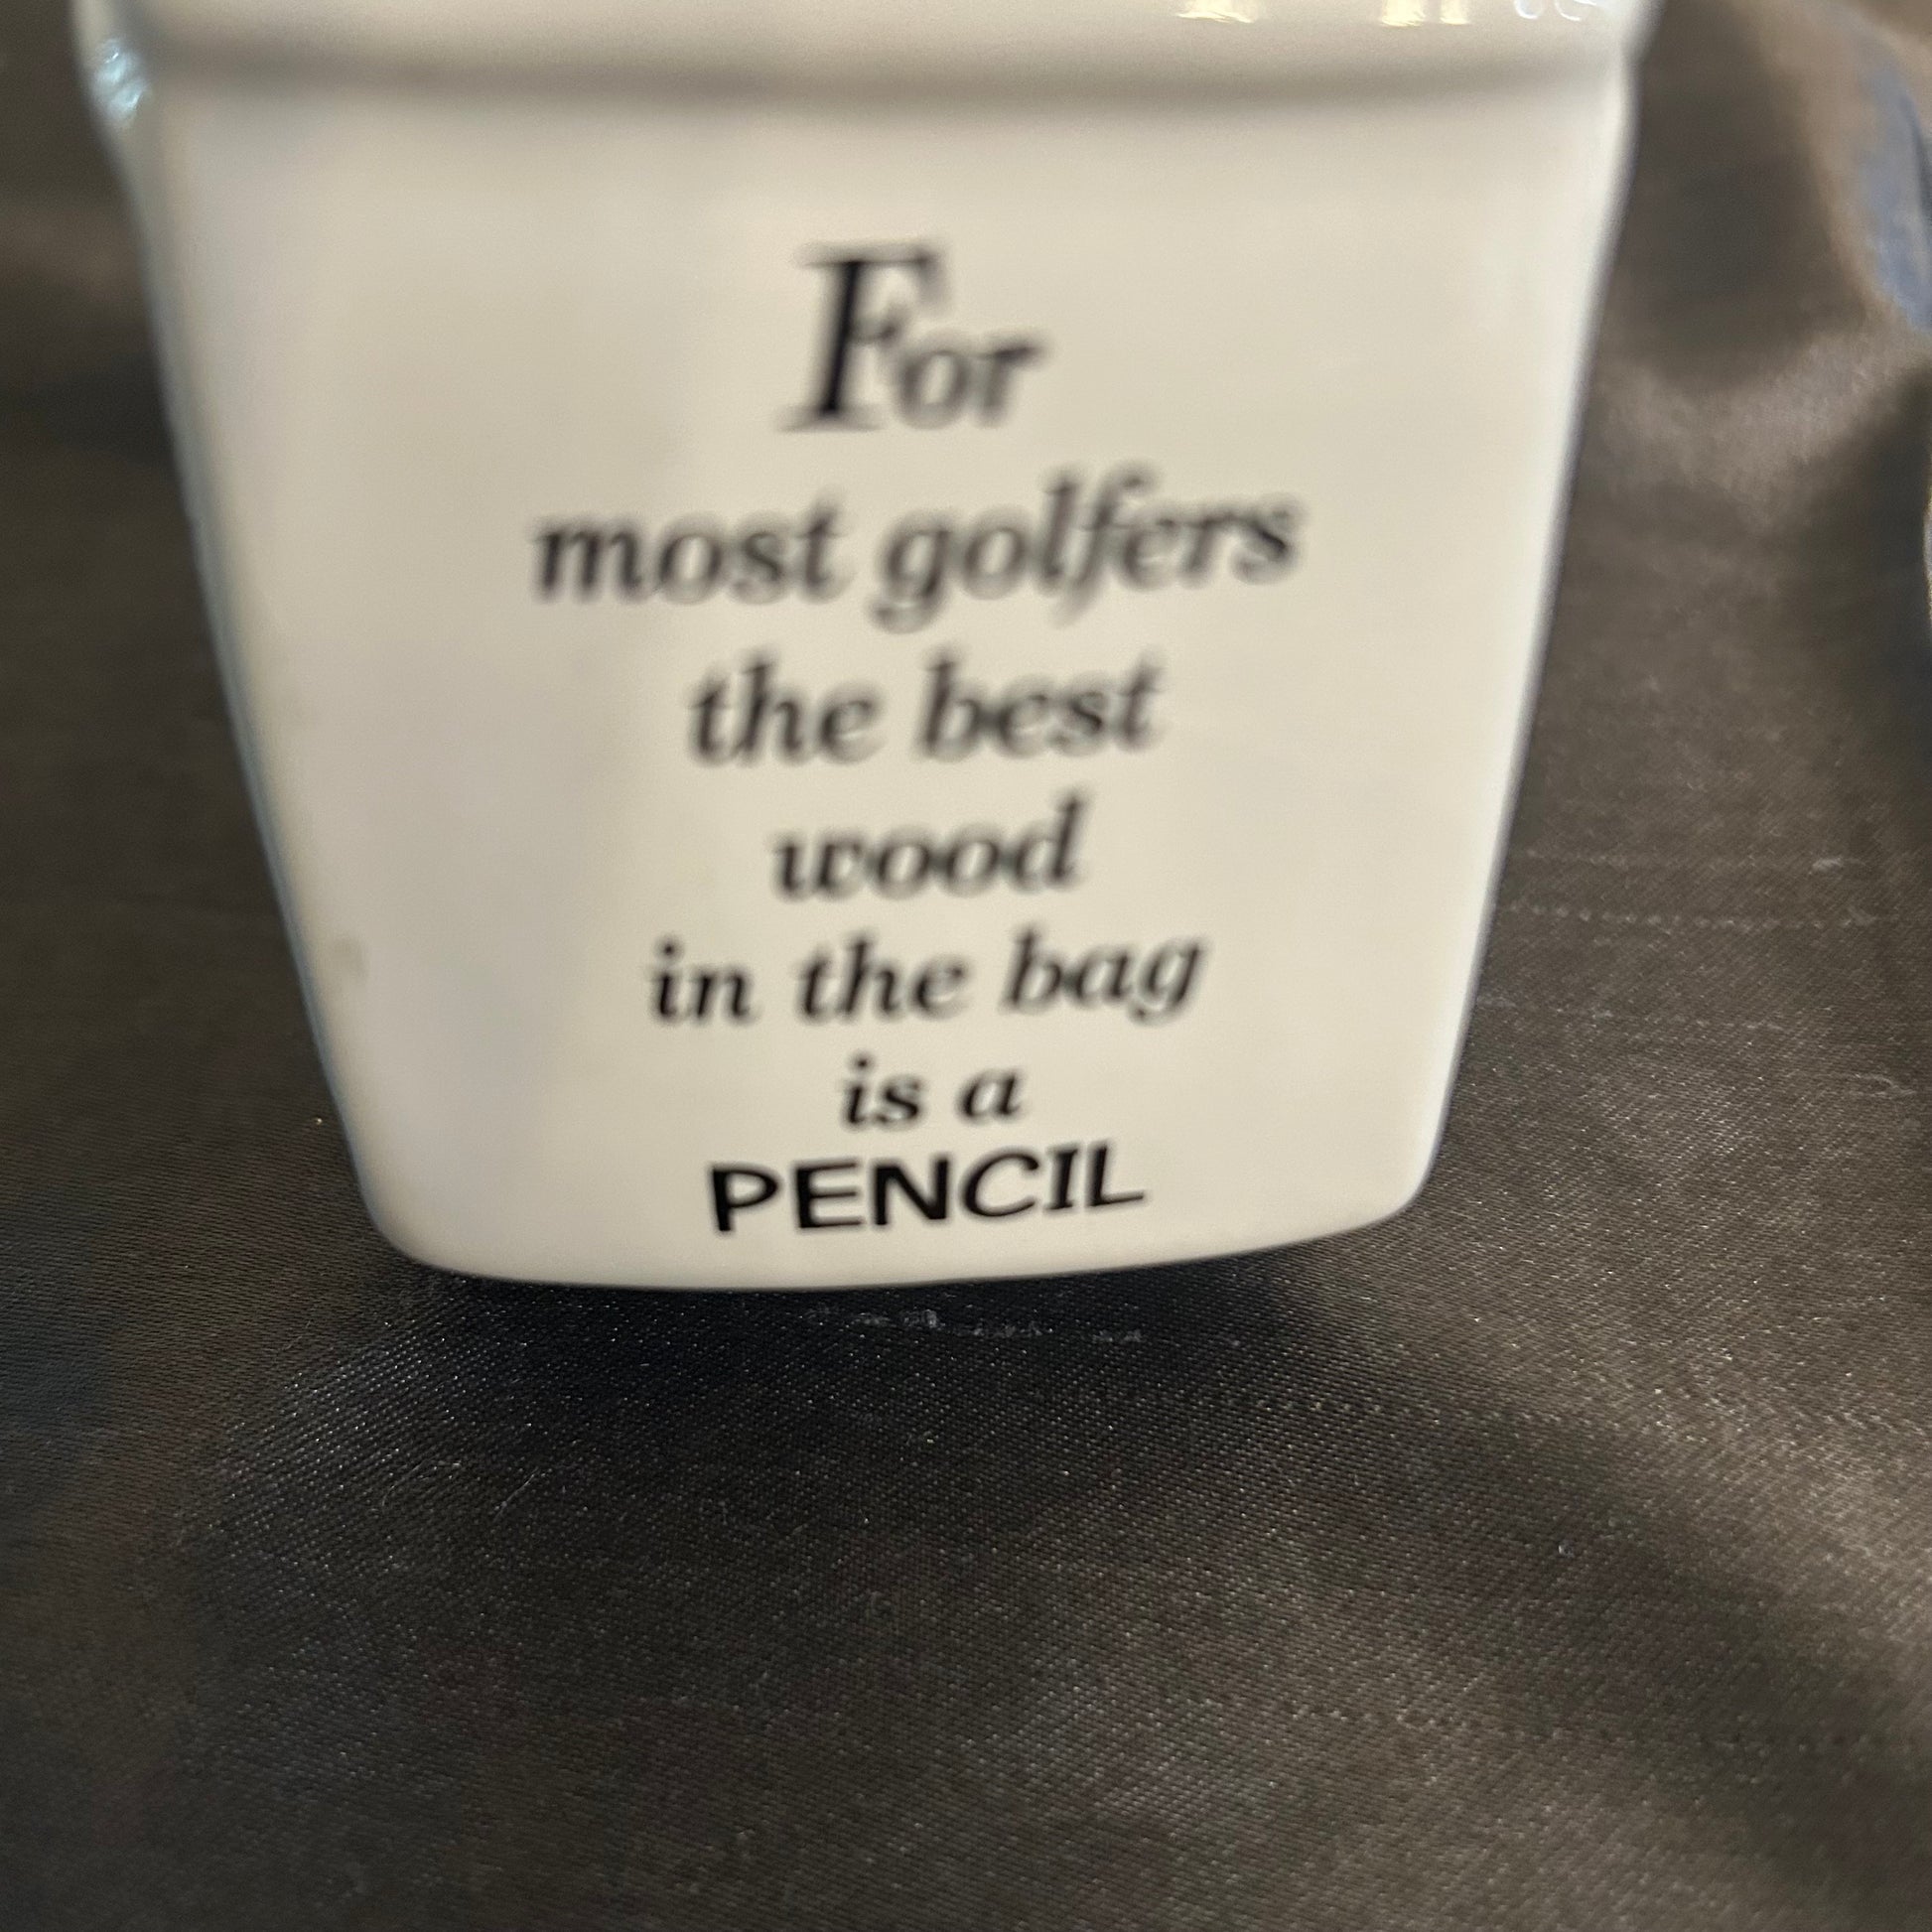 For
most golfers
the best
wood
in the bag
is a
PENCIL